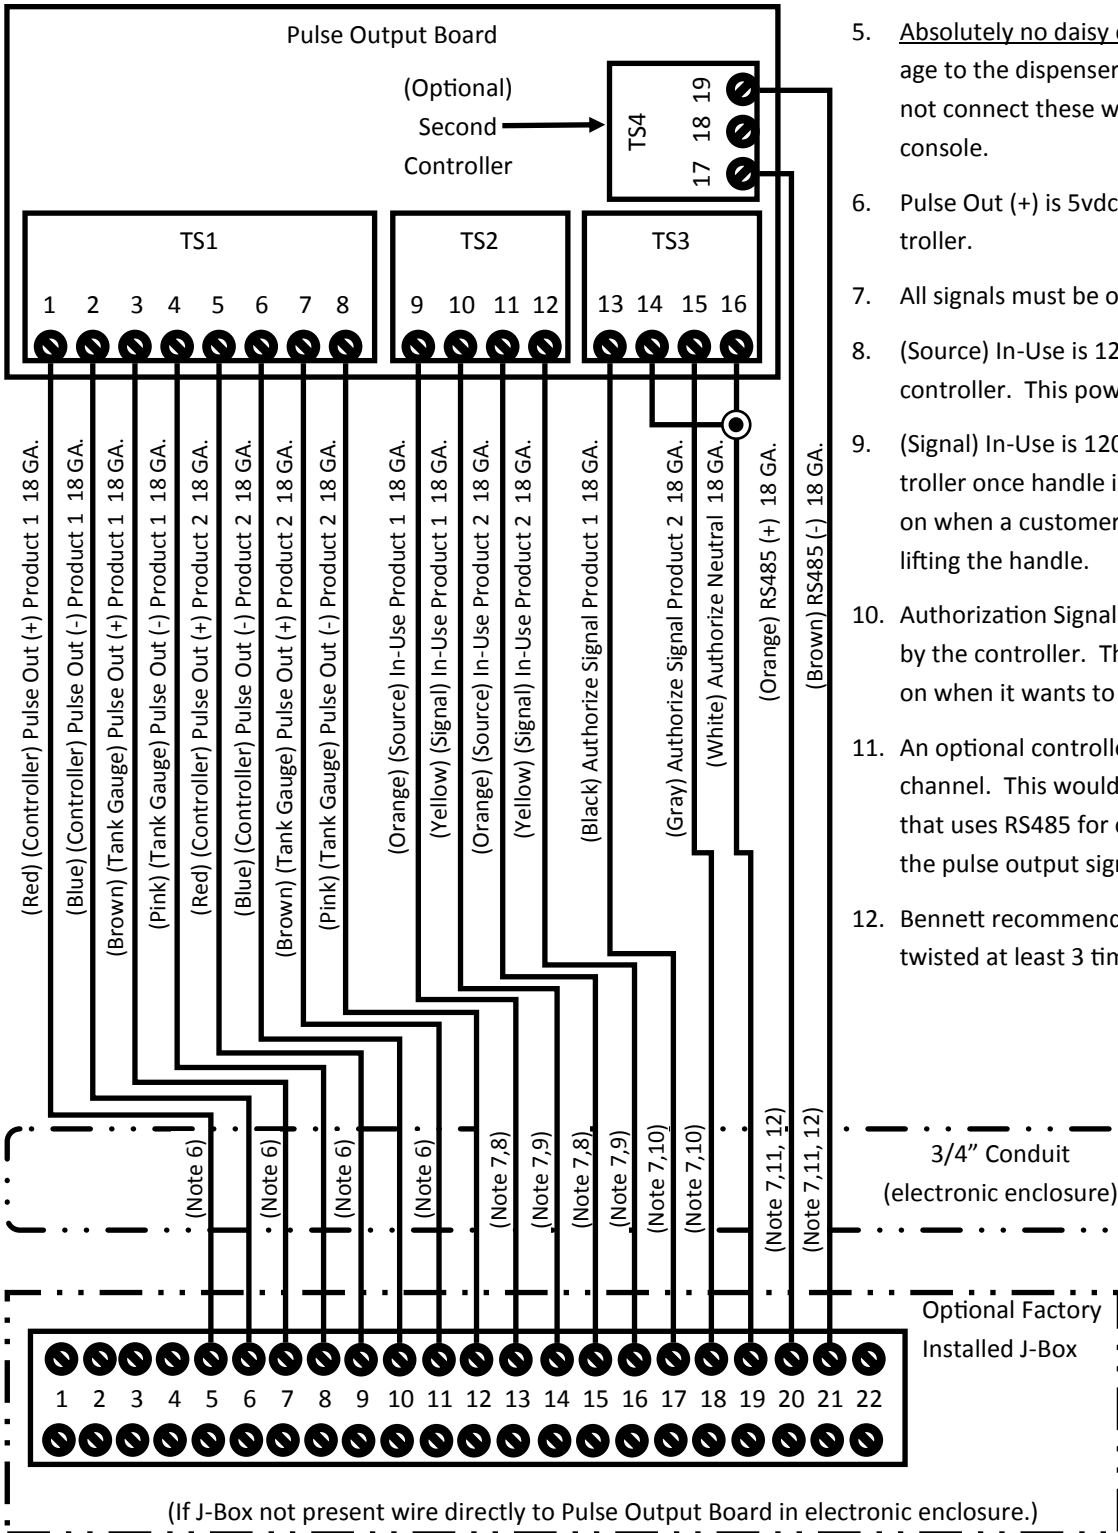 Pulse Output Board
(Optional)
Second
Controller
TS4
19
18
17
TS1
TS2
TS3
1 2 3 4 5 6 7 8
9 10 11 12
13 14 15 16
(Red) (Controller) Pulse Out (+) Product 1 18 GA.
(Blue) (Controller) Pulse Out (-) Product 1 18 GA.
(Brown) (Tank Gauge) Pulse Out (+) Product 1 18 GA.
(Pink) (Tank Gauge) Pulse Out (-) Product 1 18 GA.
(Red) (Controller) Pulse Out (+) Product 2 18 GA.
(Blue) (Controller) Pulse Out (-) Product 2 18 GA.
(Brown) (Tank Gauge) Pulse Out (+) Product 2 18 GA.
(Pink) (Tank Gauge) Pulse Out (-) Product 2 18 GA.
(Orange) (Source) In-Use Product 1 18 GA.
(Yellow) (Signal) In-Use Product 1 18 GA.
(Orange) (Source) In-Use Product 2 18 GA.
(Yellow) (Signal) In-Use Product 2 18 GA.
(Black) Authorize Signal Product 1 18 GA.
(Gray) Authorize Signal Product 2 18 GA.
(White) Authorize Neutral 18 GA.
(Orange) RS485 (+) 18 GA.
(Brown) RS485 (-) 18 GA.
(Note 6)
(Note 6)
(Note 6)
(Note 6)
(Note 7,8)
(Note 7,9)
(Note 7,8)
(Note 7,9)
(Note 7,10)
(Note 7,10)
(Note 7,11, 12)
(Note 7,11, 12)
3/4” Conduit
(electronic enclosure)
Optional Factory
Installed J-Box
1 2 3 4 5 6 7 8 9 10 11 12 13 14 15 16 17 18 19 20 21 22
(If J-Box not present wire directly to Pulse Output Board in electronic enclosure.)
5. Absolutely no daisy
age to the dispenser
not connect these w
console.
6. Pulse Out (+) is 5vdc
troller.
7. All signals must be o
8. (Source) In-Use is 12
controller. This pow
9. (Signal) In-Use is 120
troller once handle i
on when a customer
lifting the handle.
10. Authorization Signal
by the controller. Th
on when it wants to
11. An optional controlle
channel. This would
that uses RS485 for
the pulse output sign
12. Bennett recommend
twisted at least 3 tim